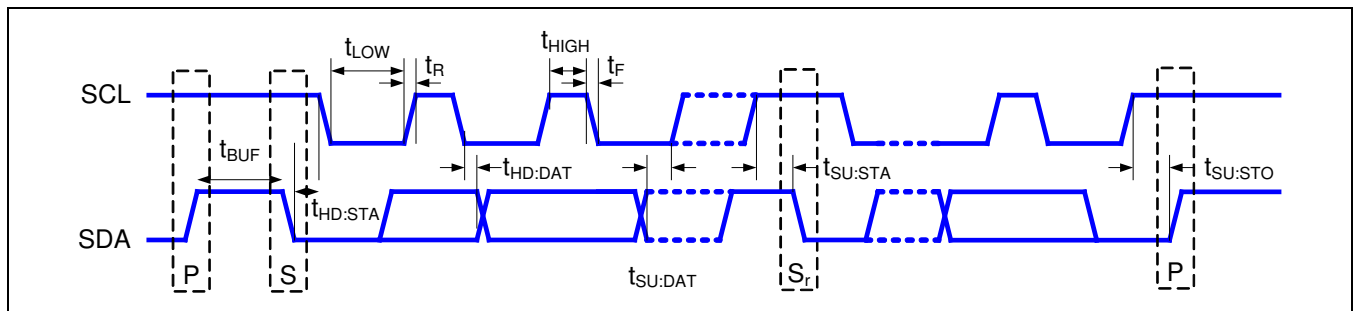 tLOW
tHIGH
tR
tF
SCL
tBUF
tHD:DAT
tSU:STA
tSU:STO
tHD:STA
SDA
P
S
tSU:DAT
Sr
P